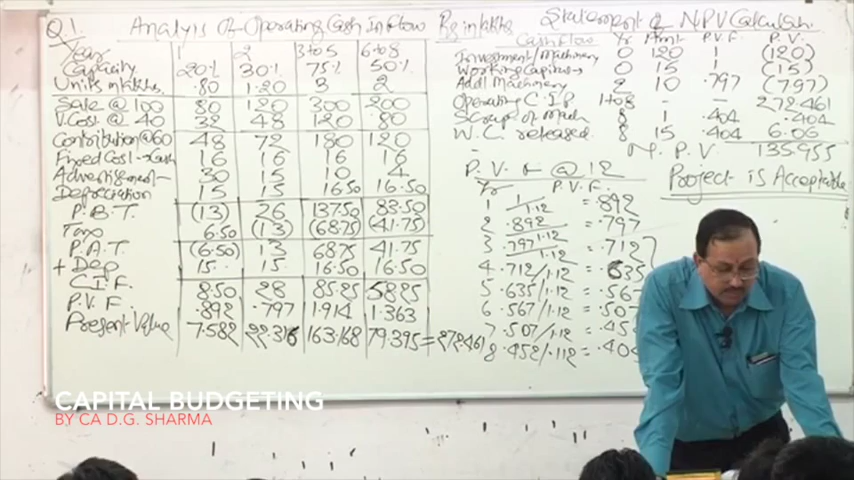 Q.1. Analysis of Operating Cash Inflow Rs in lakhs
Year 1 2 3 to 5 6 to 8
Capacity 20% 30% 75% 50%
Units in lakhs .80 1.20 3 2
Sale @ 100 80 120 300 200
V.Cost @ 40 32 48 120 80
Contribution @ 60 48 72 180 120
Fixed Cost → Cash 16 16 16 16
Advertisment 30 15 10 4
Depreciation 15 15 16.50 16.50
P.B.T. (13) 26 137.50 83.50
Tax 6.50 (13) (68.75) (41.75)
P.A.T. (6.50) 13 68.75 41.75
+ Dep 15 15 16.50 16.50
C.I.F. 8.50 28 85.25 58.25
P.V.F. .892 .797 1.914 1.363
Present Value 7.582 22.316 163.168 79.395 = 272.461
Statement of NPV Calculation
Cash flow Yr Amt P.V.F. P.V.
Investment/Machinery 0 120 1 (120)
Working Capital 0 15 1 (15)
Addl Machinery 2 10 .797 (7.97)
Operating C.I.F 1 to 8 - - 272.461
Scrap of Mach 8 1 .404 .404
W.C. released 8 15 .404 6.06
N.P.V. 135.955
Project is Acceptable
P.V. @ 12
Yr P.V.F.
1 1/1.12 = .892
2 .892/1.12 = .797
3 .797/1.12 = .712
4 .712/1.12 = .635
5 .635/1.12 = .567
6 .567/1.12 = .507
7 .507/1.12 = .45
8 .452/.112 = .404
CAPITAL BUDGETING
BY CA D.G. SHARMA